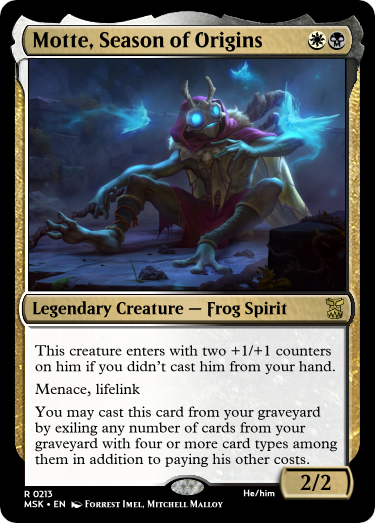 Motte, Season of Origins
Legendary Creature — Frog Spirit
This creature enters with two +1/+1 counters
on him if you didn't cast him from your hand.
Menace, lifelink
You may cast this card from your graveyard
by exiling any number of cards from your
graveyard with four or more card types among
them in addition to paying his other costs.
2/2
R 0213
He/him
MSK • EN Forrest Imel, Mitchell Malloy